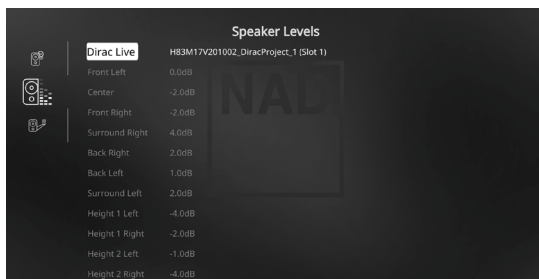 Speaker Levels
Dirac Live H83M17V201002_DiracProject_1 (Slot 1)
Front Left 0.0dB
Center -2.0dB
Front Right -2.0dB
Surround Right 4.0dB
Back Right 2.0dB
Back Left 1.0dB
Surround Left 2.0dB
Height 1 Left -4.0dB
Height 1 Right -2.0dB
Height 2 Left -1.0dB
Height 2 Right -4.0dB
NAD